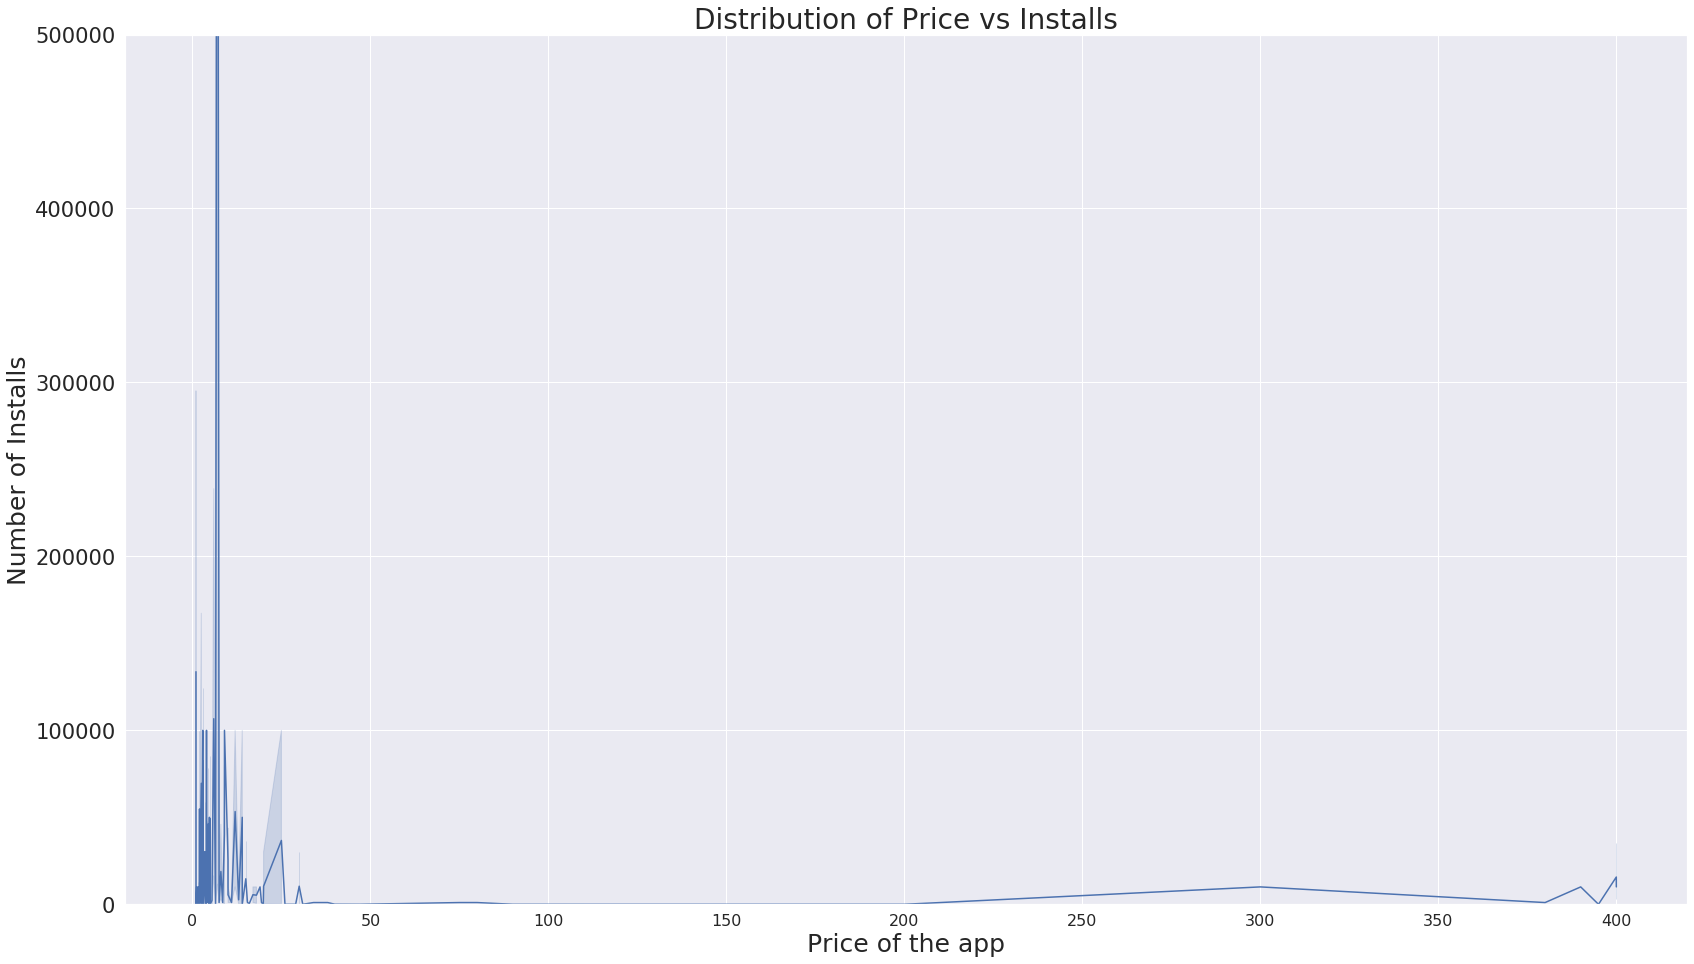 Distribution of Price vs Installs
500000
400000
300000
200000
100000
0
Number of Installs
0 50 100 150 200 250 300 350 400
Price of the app